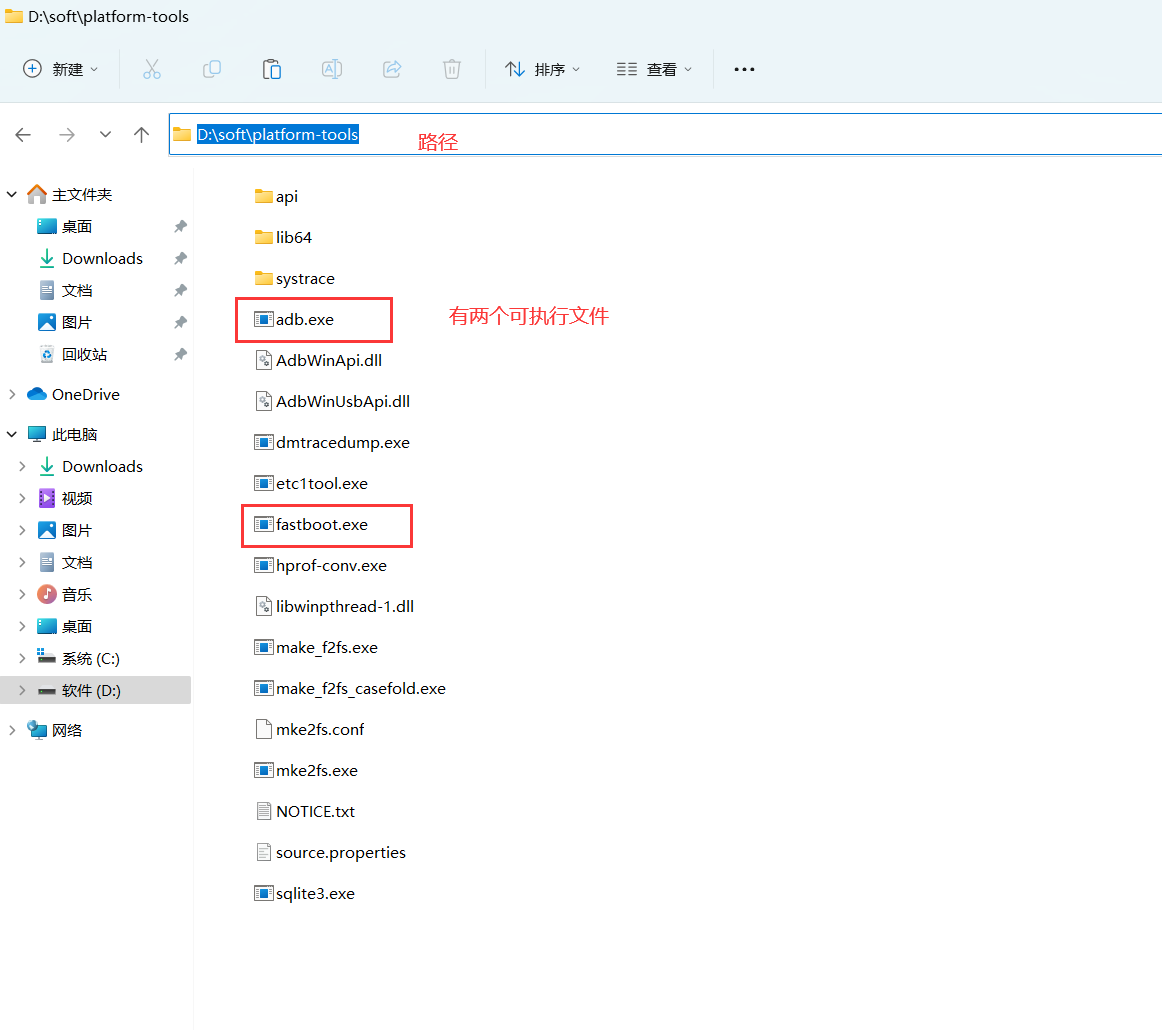 D:\soft\platform-tools
新建
排序
查看
D:\soft\platform-tools
路径
主文件夹
桌面
Downloads
文档
图片
回收站
OneDrive
此电脑
Downloads
视频
图片
文档
音乐
桌面
系统 (C:)
软件 (D:)
网络
api
lib64
systrace
adb.exe
有两个可执行文件
AdbWinApi.dll
AdbWinUsbApi.dll
dmtracedump.exe
etc1tool.exe
fastboot.exe
hprof-conv.exe
libwinpthread-1.dll
make_f2fs.exe
make_f2fs_casefold.exe
mke2fs.conf
mke2fs.exe
NOTICE.txt
source.properties
sqlite3.exe